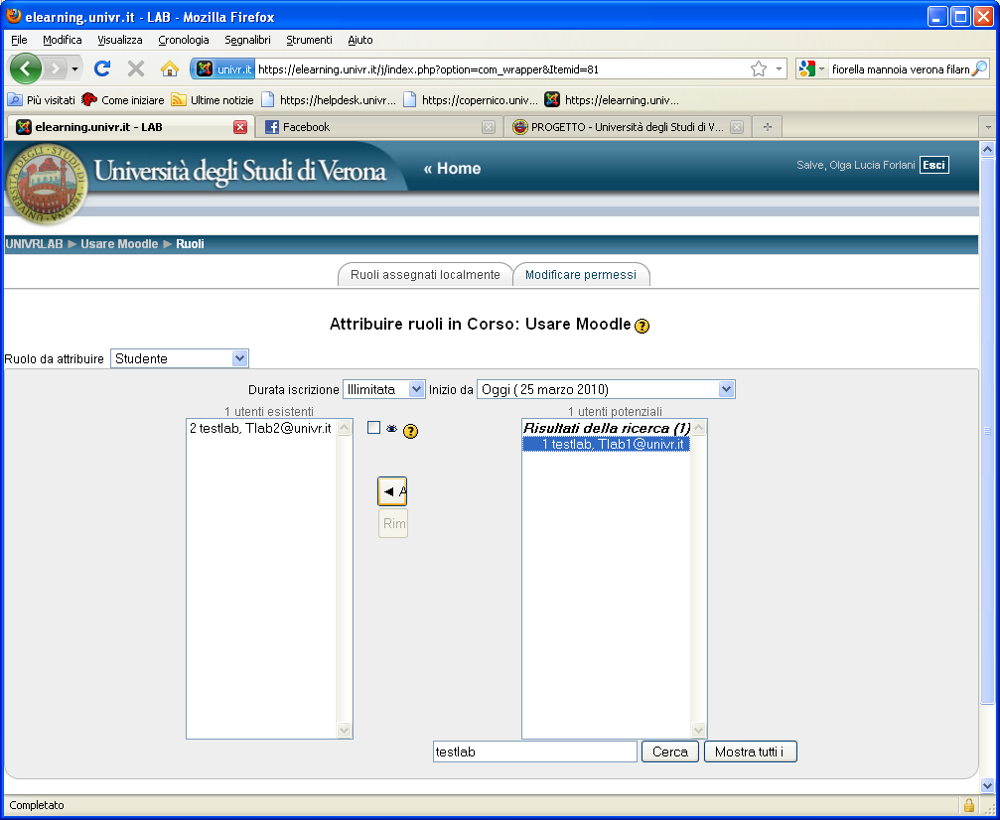 elearning.univr.it - LAB - Mozilla Firefox
File Modifica Visualizza Cronologia Segnalibri Strumenti Aiuto
univr.it https://elearning.univr.it/j/index.php?option=com_wrapper&Itemid=81 fiorella mannoia verona filarm
Più visitati Come iniziare Ultime notizie https://helpdesk.univr... https://copernico.univ... https://elearning.univ...
elearning.univr.it - LAB Facebook PROGETTO - Università degli Studi di V...
Università degli Studi di Verona « Home Salve, Olga Lucia Forlani Esci
UNIVRLAB ► Usare Moodle ► Ruoli
Ruoli assegnati localmente Modificare permessi
Attribuire ruoli in Corso: Usare Moodle ?
Ruolo da attribuire Studente
Durata iscrizione Illimitata Inizio da Oggi ( 25 marzo 2010)
1 utenti esistenti 1 utenti potenziali
2 testlab, Tlab2@univr.it ? Risultati della ricerca (1)
1 testlab, Tlab1@univr.it
◄ A
Rim
testlab Cerca Mostra tutti i
Completato